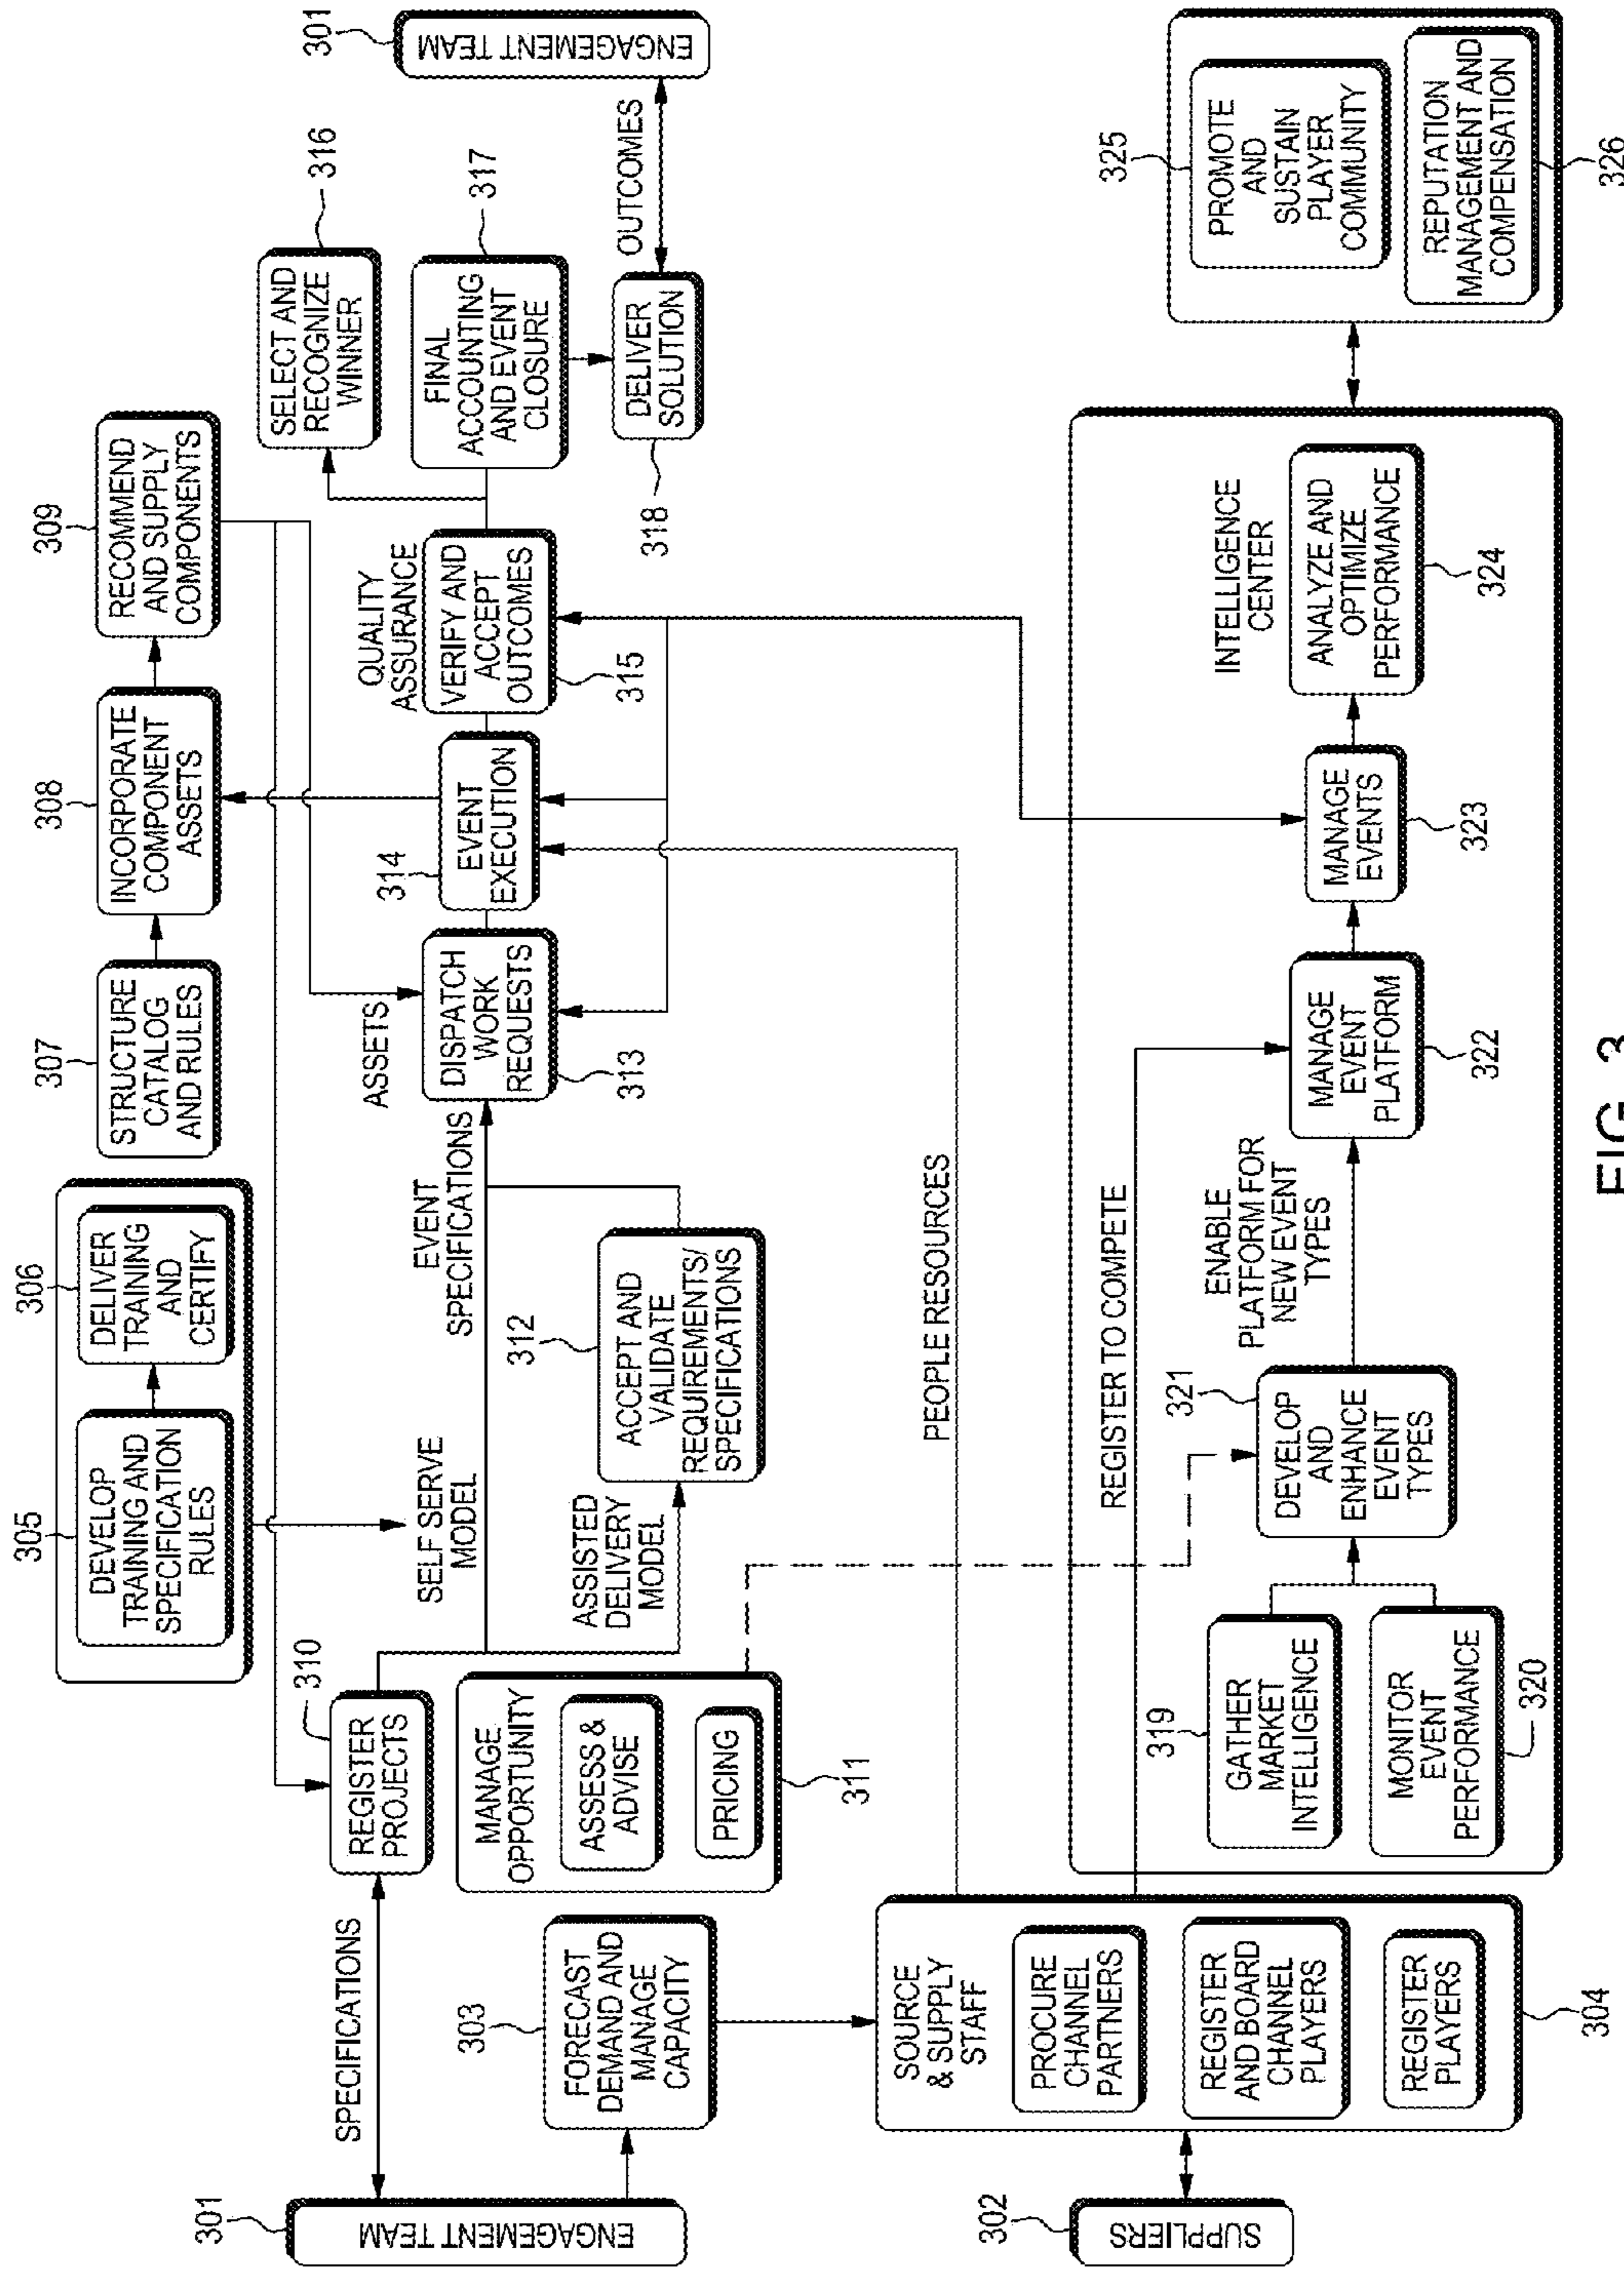 301
ENGAGEMENT TEAM
302
SUPPLIERS
SPECIFICATIONS
303
FORECAST
DEMAND AND
MANAGE
CAPACITY
SOURCE
& SUPPLY
STAFF
PROCURE
CHANNEL
PARTNERS
REGISTER
AND BOARD
CHANNEL
PLAYERS
REGISTER
PLAYERS
304
305
DEVELOP
TRAINING AND
SPECIFICATION
RULES
306
DELIVER
TRAINING
AND
CERTIFY
307
STRUCTURE
CATALOG
AND RULES
308
INCORPORATE
COMPONENT
ASSETS
309
RECOMMEND
AND SUPPLY
COMPONENTS
310
REGISTER
PROJECTS
MANAGE
OPPORTUNITY
ASSESS &
ADVISE
PRICING
311
SELF SERVE
MODEL
ASSISTED
DELIVERY
MODEL
312
ACCEPT AND
VALIDATE
REQUIREMENTS/
SPECIFICATIONS
EVENT
SPECIFICATIONS
ASSETS
DISPATCH
WORK
REQUESTS
313
314
EVENT
EXECUTION
QUALITY
ASSURANCE
VERIFY AND
ACCEPT
OUTCOMES
315
SELECT AND
RECOGNIZE
WINNER
316
FINAL
ACCOUNTING
AND EVENT
CLOSURE
317
DELIVER
SOLUTION
318
OUTCOMES
301
ENGAGEMENT TEAM
PEOPLE RESOURCES
REGISTER TO COMPETE
319
GATHER
MARKET
INTELLIGENCE
MONITOR
EVENT
PERFORMANCE
320
321
DEVELOP
AND
ENHANCE
EVENT
TYPES
ENABLE
PLATFORM FOR
NEW EVENT
TYPES
MANAGE
EVENT
PLATFORM
322
MANAGE
EVENTS
323
INTELLIGENCE
CENTER
ANALYZE AND
OPTIMIZE
PERFORMANCE
324
325
PROMOTE
AND
SUSTAIN
PLAYER
COMMUNITY
REPUTATION
MANAGEMENT AND
COMPENSATION
326
FIG. 3